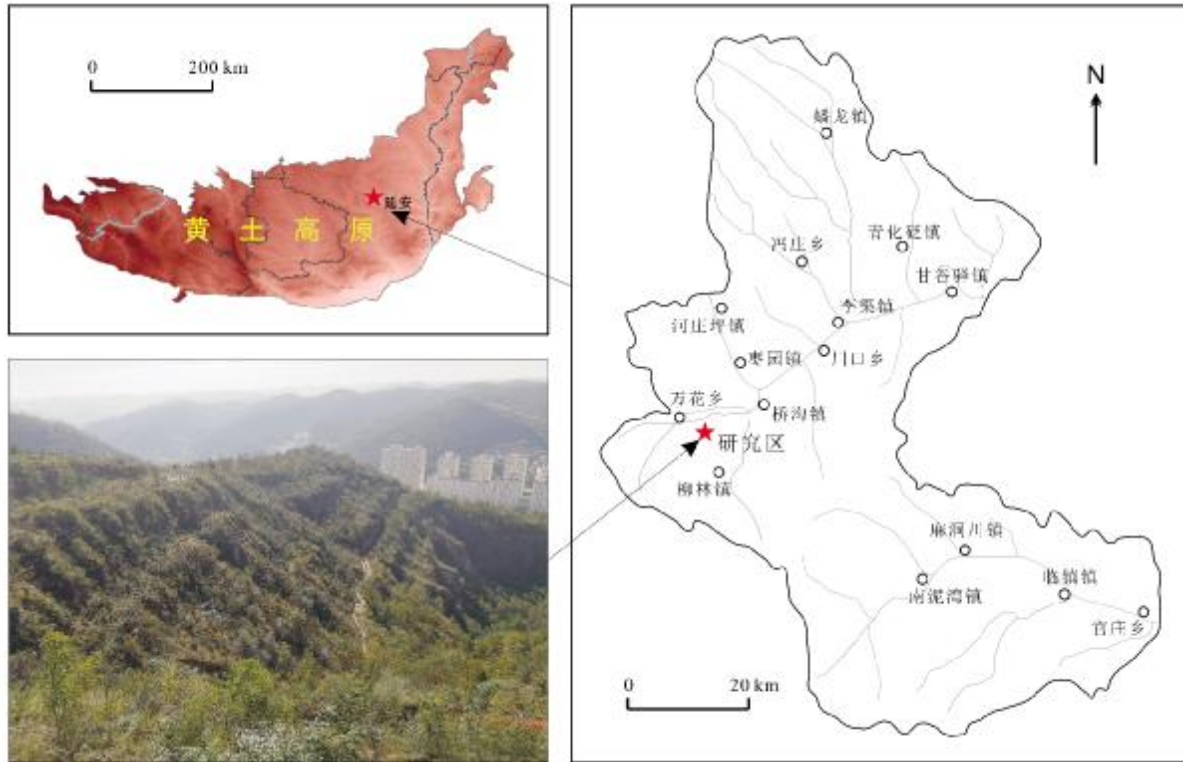 0 200 km
延安
黄土高原
N
蟠龙镇
冯庄乡
青化砭镇
甘谷驿镇
李渠镇
河庄坪镇
枣园镇
川口乡
万花乡
桥沟镇
研究区
柳林镇
麻洞川镇
南泥湾镇
临镇镇
官庄乡
0 20 km